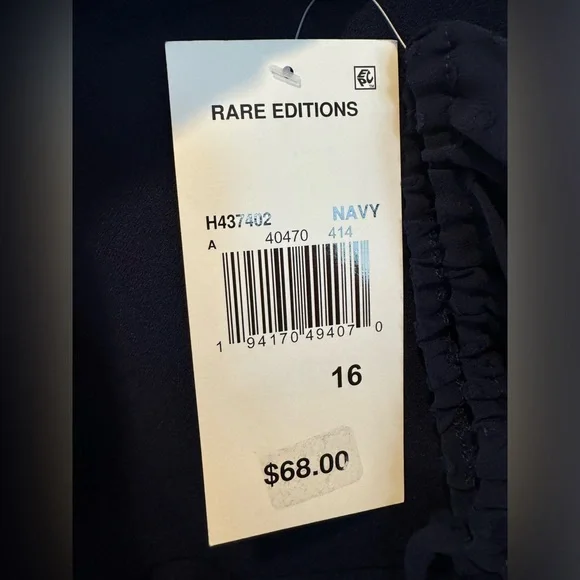 RARE EDITIONS
H437402 NAVY
A 40470 414
1 94170 49407 0
16
$68.00